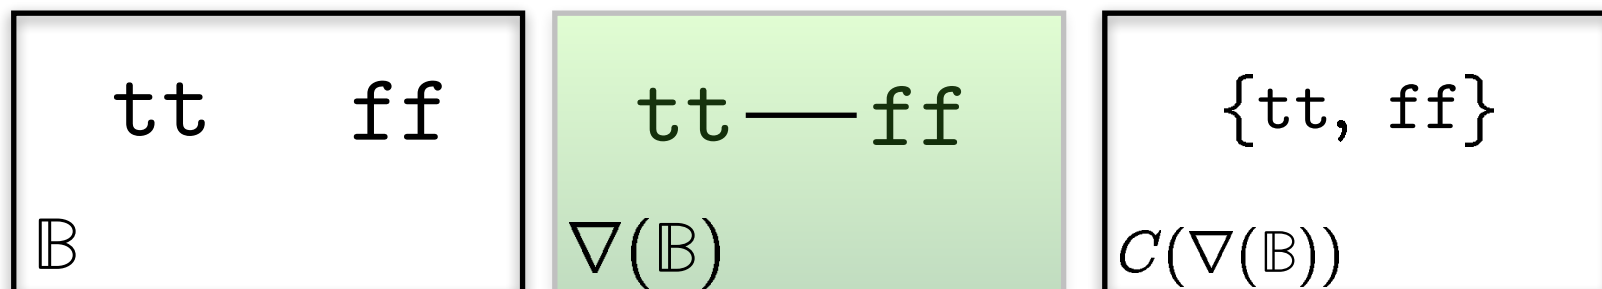 tt ff
𝔹
tt ff
∇(𝔹)
{tt, ff}
C(∇(𝔹))